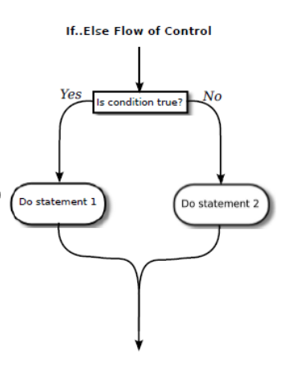 If..Else Flow of Control
Yes
Is condition true?
No
Do statement 1
Do statement 2